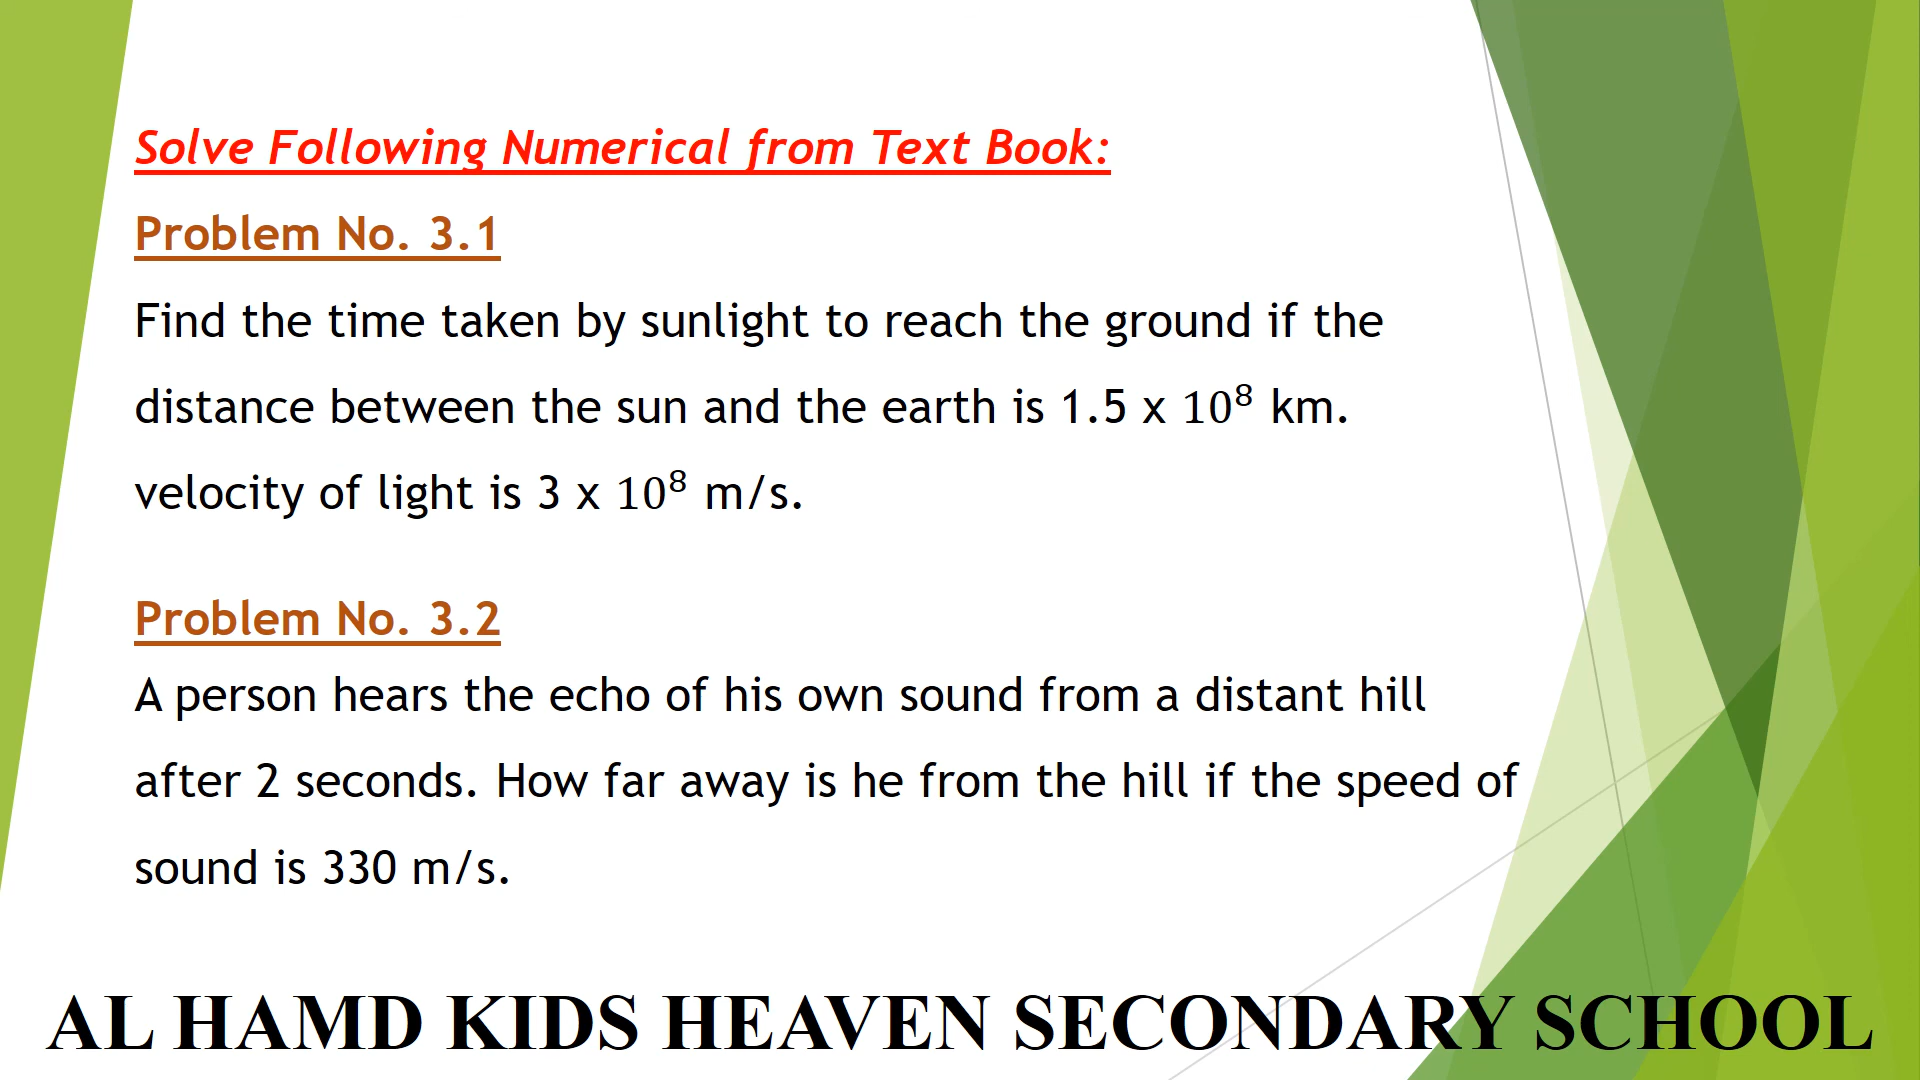 Solve Following Numerical from Text Book:
Problem No. 3.1
Find the time taken by sunlight to reach the ground if the
distance between the sun and the earth is 1.5 x 10⁸ km.
velocity of light is 3 x 10⁸ m/s.
Problem No. 3.2
A person hears the echo of his own sound from a distant hill
after 2 seconds. How far away is he from the hill if the speed of
sound is 330 m/s.
AL HAMD KIDS HEAVEN SECONDARY SCHOOL